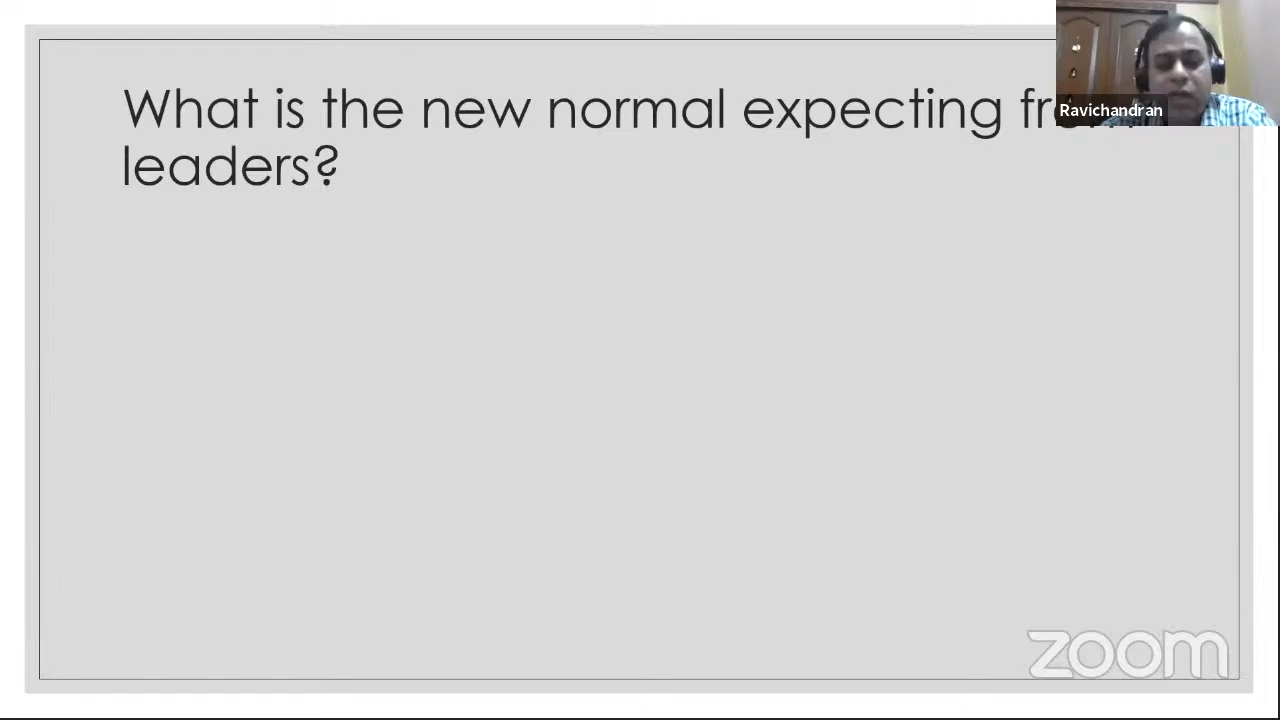 What is the new normal expecting
leaders?
Ravichandran
zoom